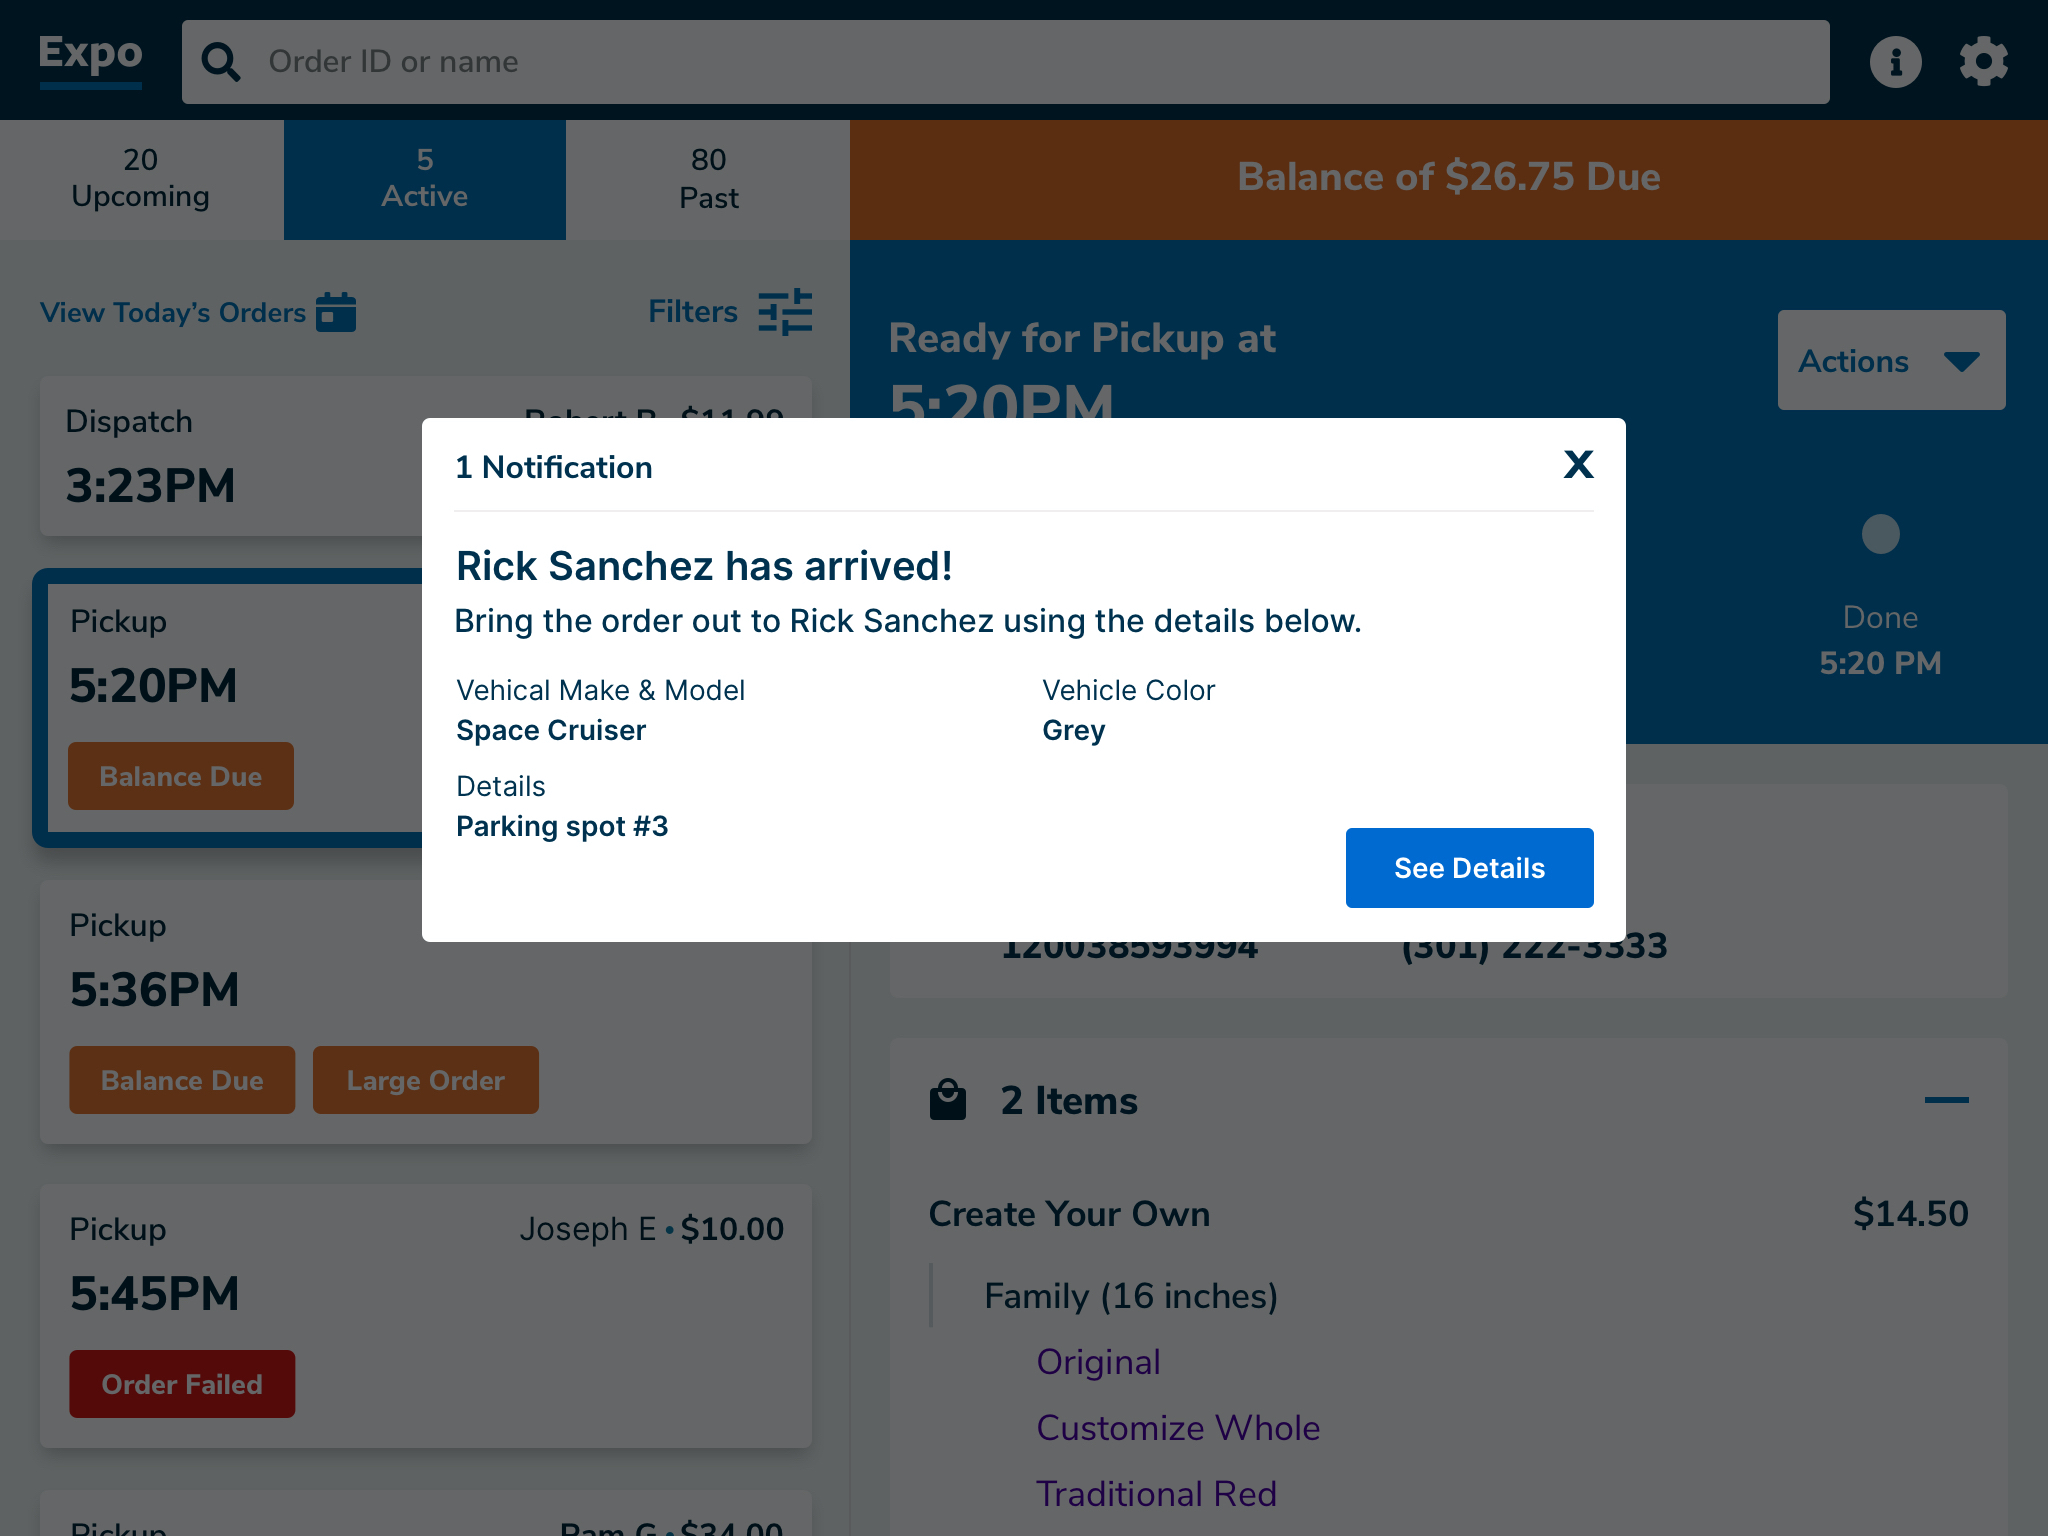 Expo
Order ID or name
20
Upcoming
5
Active
80
Past
Balance of $26.75 Due
View Today's Orders
Filters
Ready for Pickup at
5:20PM
Actions
Done
5:20 PM
Dispatch
Robert B • $11.99
3:23PM
Pickup
5:20PM
Balance Due
1 Notification
X
Rick Sanchez has arrived!
Bring the order out to Rick Sanchez using the details below.
Vehical Make & Model
Space Cruiser
Vehicle Color
Grey
Details
Parking spot #3
See Details
Pickup
5:36PM
Balance Due
Large Order
Pickup
Joseph E • $10.00
5:45PM
Order Failed
Pickup
Pam G • $34.00
120038593994
(301) 222-3333
2 Items
Create Your Own
$14.50
Family (16 inches)
Original
Customize Whole
Traditional Red